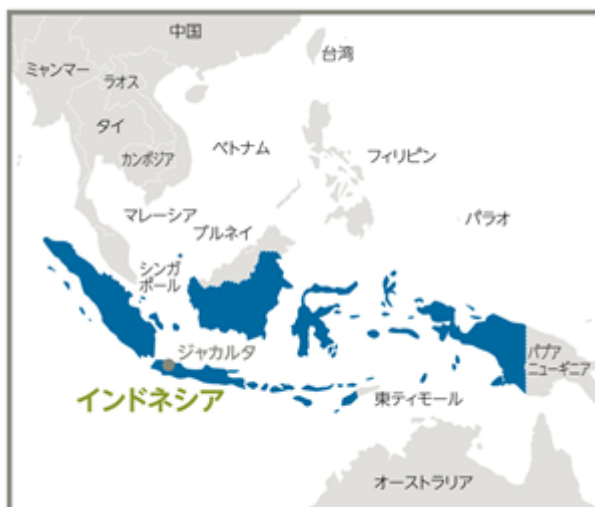 中国
台湾
ミャンマー
ラオス
タイ
カンボジア
ベトナム
フィリピン
マレーシア
ブルネイ
パラオ
シンガ
ポール
ジャカルタ
パプア
ニューギニア
インドネシア
東ティモール
オーストラリア